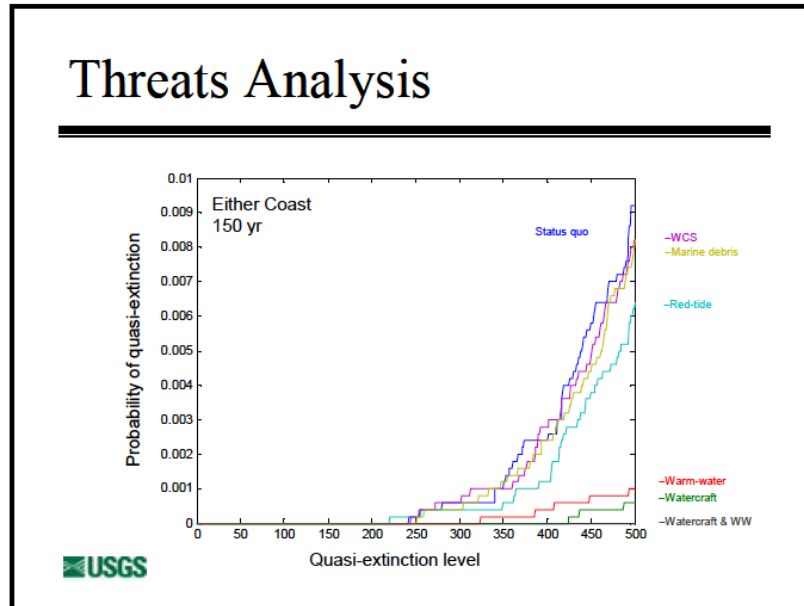 Threats Analysis
0.01
0.009
0.008
0.007
0.006
0.005
0.004
0.003
0.002
0.001
0
Probability of quasi-extinction
Either Coast
150 yr
Status quo
–WCS
–Marine debris
–Red-tide
–Warm-water
–Watercraft
–Watercraft & WW
0 50 100 150 200 250 300 350 400 450 500
Quasi-extinction level
USGS